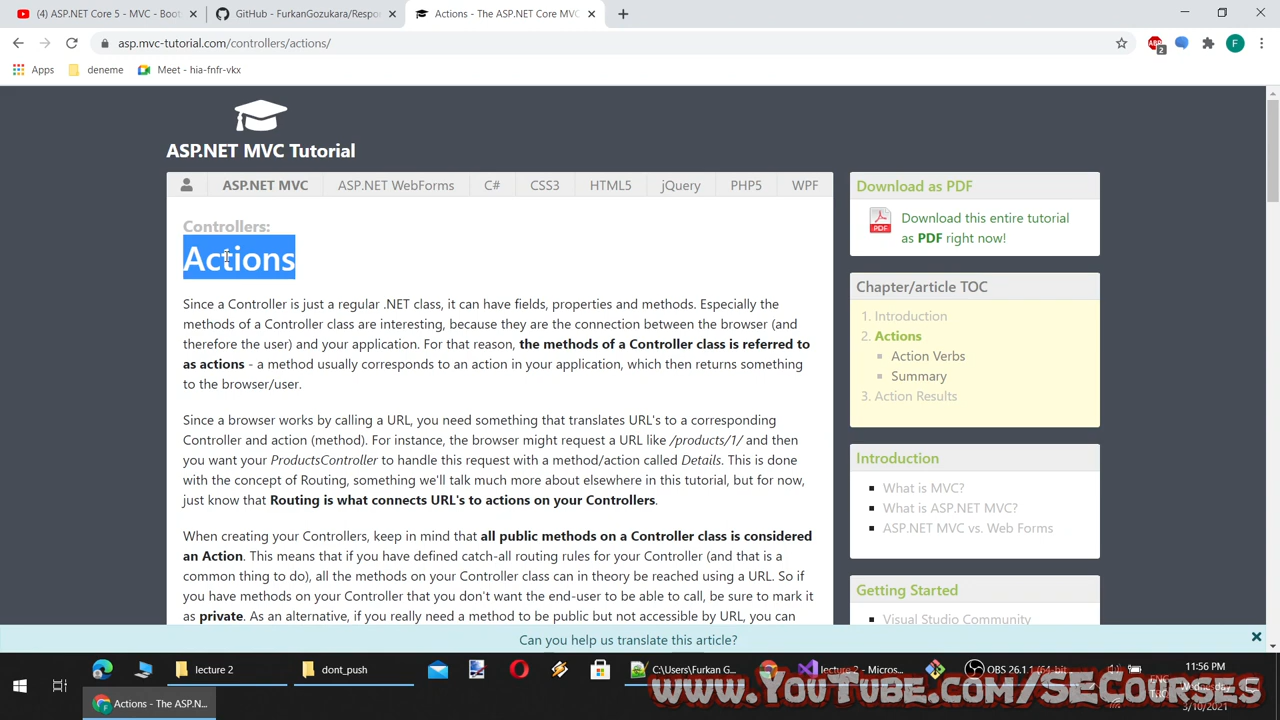 (4) ASP.NET Core 5 - MVC - Boot
GitHub - FurkanGozukara/Respo
Actions - The ASP.NET Core MVC
asp.mvc-tutorial.com/controllers/actions/
2
F
Apps
deneme
Meet - hia-fnfr-vkx
ASP.NET MVC Tutorial
ASP.NET MVC
ASP.NET WebForms
C#
CSS3
HTML5
jQuery
PHP5
WPF
Controllers:
Actions
Since a Controller is just a regular .NET class, it can have fields, properties and methods. Especially the
methods of a Controller class are interesting, because they are the connection between the browser (and
therefore the user) and your application. For that reason, the methods of a Controller class is referred to
as actions - a method usually corresponds to an action in your application, which then returns something
to the browser/user.
Since a browser works by calling a URL, you need something that translates URL's to a corresponding
Controller and action (method). For instance, the browser might request a URL like /products/1/ and then
you want your ProductsController to handle this request with a method/action called Details. This is done
with the concept of Routing, something we'll talk much more about elsewhere in this tutorial, but for now,
just know that Routing is what connects URL's to actions on your Controllers.
When creating your Controllers, keep in mind that all public methods on a Controller class is considered
an Action. This means that if you have defined catch-all routing rules for your Controller (and that is a
common thing to do), all the methods on your Controller class can in theory be reached using a URL. So if
you have methods on your Controller that you don't want the end-user to be able to call, be sure to mark it
as private. As an alternative, if you really need a method to be public but not accessible by URL, you can
Download as PDF
Download this entire tutorial
as PDF right now!
Chapter/article TOC
1. Introduction
2. Actions
Action Verbs
Summary
3. Action Results
Introduction
What is MVC?
What is ASP.NET MVC?
ASP.NET MVC vs. Web Forms
Getting Started
Visual Studio Community
Can you help us translate this article?
lecture 2
dont_push
C:\Users\Furkan G...
lecture 2 - Micros...
OBS 26.1.1 (64-bit...
11:56 PM
Wednesday
3/10/2021
Actions - The ASP.N...
www.YouTube.com/SECourses